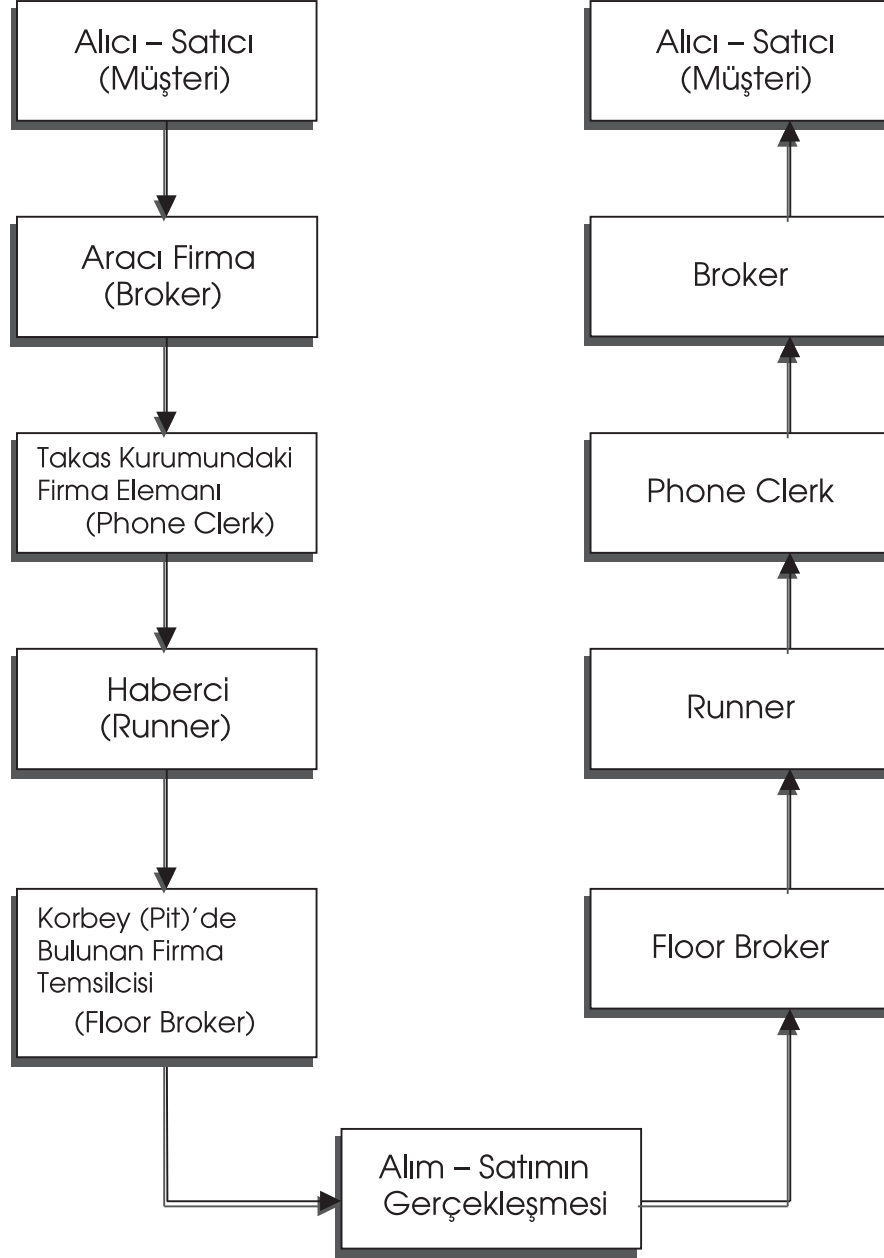 Alıcı – Satıcı
(Müşteri)
Aracı Firma
(Broker)
Takas Kurumundaki
Firma Elemanı
(Phone Clerk)
Haberci
(Runner)
Korbey (Pit)'de
Bulunan Firma
Temsilcisi
(Floor Broker)
Alım – Satımın
Gerçekleşmesi
Floor Broker
Runner
Phone Clerk
Broker
Alıcı – Satıcı
(Müşteri)